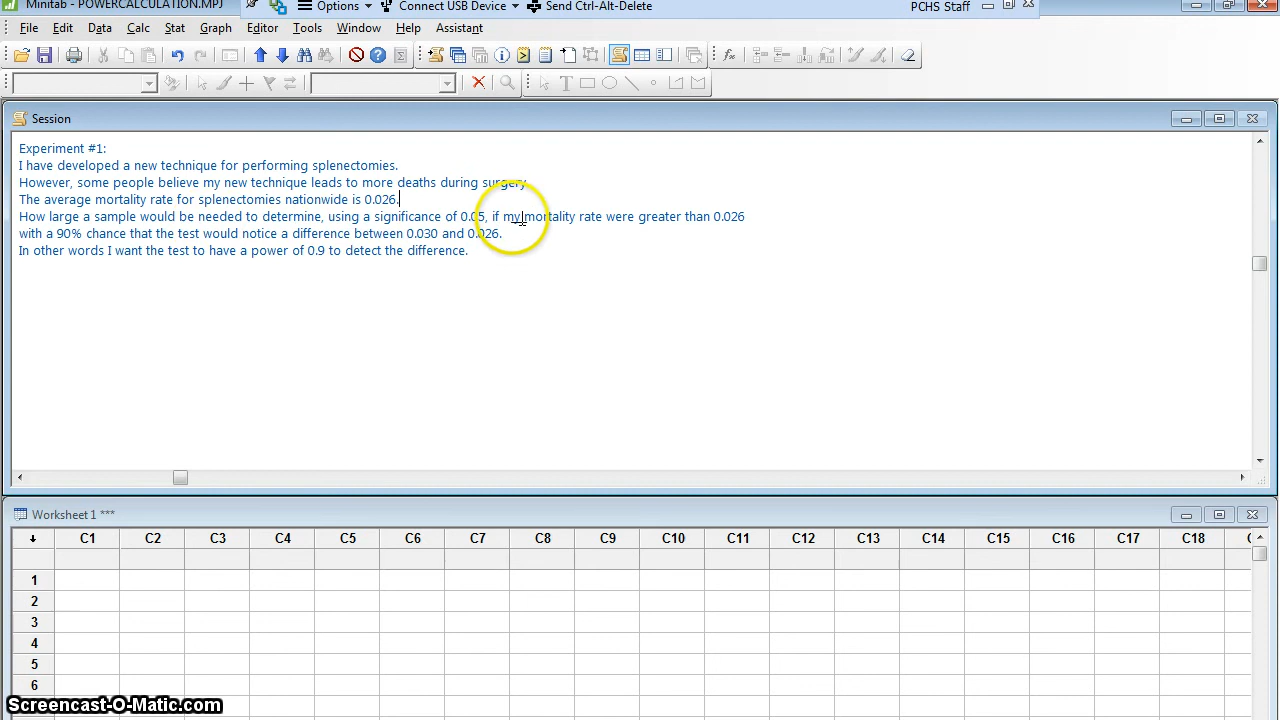 Minitab - POWERCALCULATION.MPJ
Options
Connect USB Device
Send Ctrl-Alt-Delete
PCHS Staff
File Edit Data Calc Stat Graph Editor Tools Window Help Assistant
Session
Experiment #1:
I have developed a new technique for performing splenectomies.
However, some people believe my new technique leads to more deaths during surgery.
The average mortality rate for splenectomies nationwide is 0.026.
How large a sample would be needed to determine, using a significance of 0.05, if my mortality rate were greater than 0.026
with a 90% chance that the test would notice a difference between 0.030 and 0.026.
In other words I want the test to have a power of 0.9 to detect the difference.
Worksheet 1 ***
C1 C2 C3 C4 C5 C6 C7 C8 C9 C10 C11 C12 C13 C14 C15 C16 C17 C18
1
2
3
4
5
6
Screencast-O-Matic.com